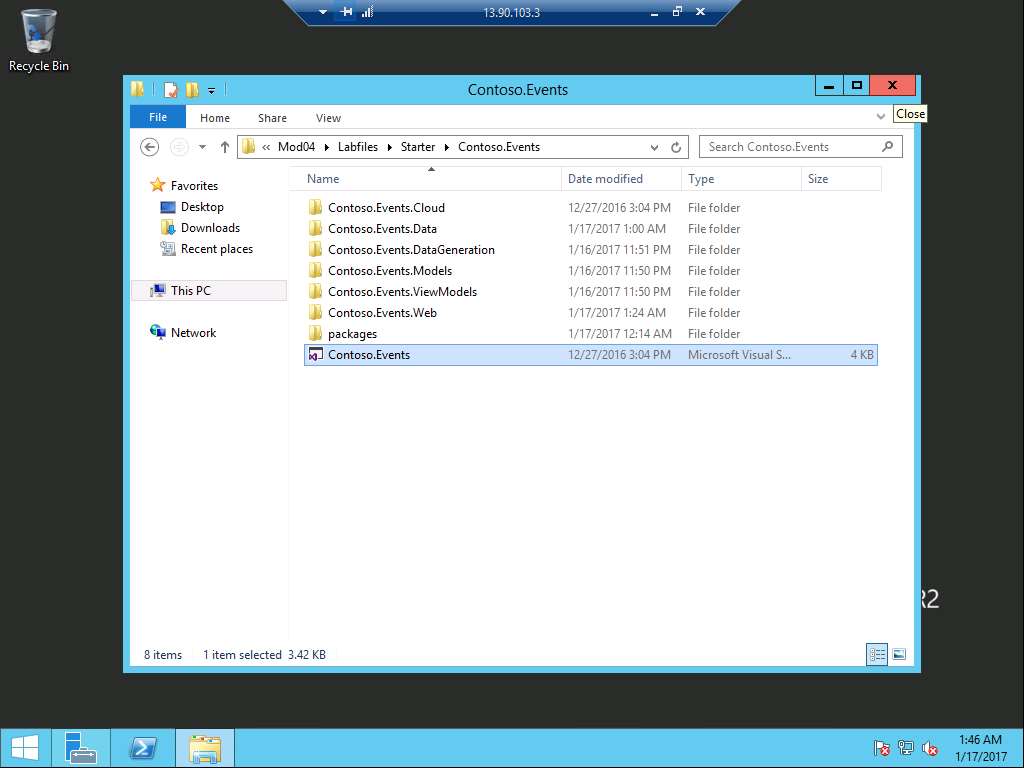 13.90.103.3
Recycle Bin
Contoso.Events
File Home Share View
Close
« Mod04 Labfiles Starter Contoso.Events
Search Contoso.Events
Name Date modified Type Size
Favorites
Desktop
Downloads
Recent places
This PC
Network
Contoso.Events.Cloud 12/27/2016 3:04 PM File folder
Contoso.Events.Data 1/17/2017 1:00 AM File folder
Contoso.Events.DataGeneration 1/16/2017 11:51 PM File folder
Contoso.Events.Models 1/16/2017 11:50 PM File folder
Contoso.Events.ViewModels 1/16/2017 11:50 PM File folder
Contoso.Events.Web 1/17/2017 1:24 AM File folder
packages 1/17/2017 12:14 AM File folder
Contoso.Events 12/27/2016 3:04 PM Microsoft Visual S... 4 KB
R2
8 items 1 item selected 3.42 KB
1:46 AM
1/17/2017